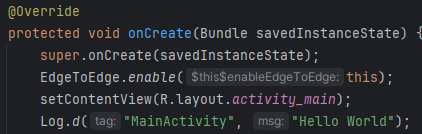 @Override
protected void onCreate(Bundle savedInstanceState) {
super.onCreate(savedInstanceState);
EdgeToEdge.enable( $this$enableEdgeToEdge: this);
setContentView(R.layout.activity_main);
Log.d( tag: "MainActivity", msg: "Hello World");